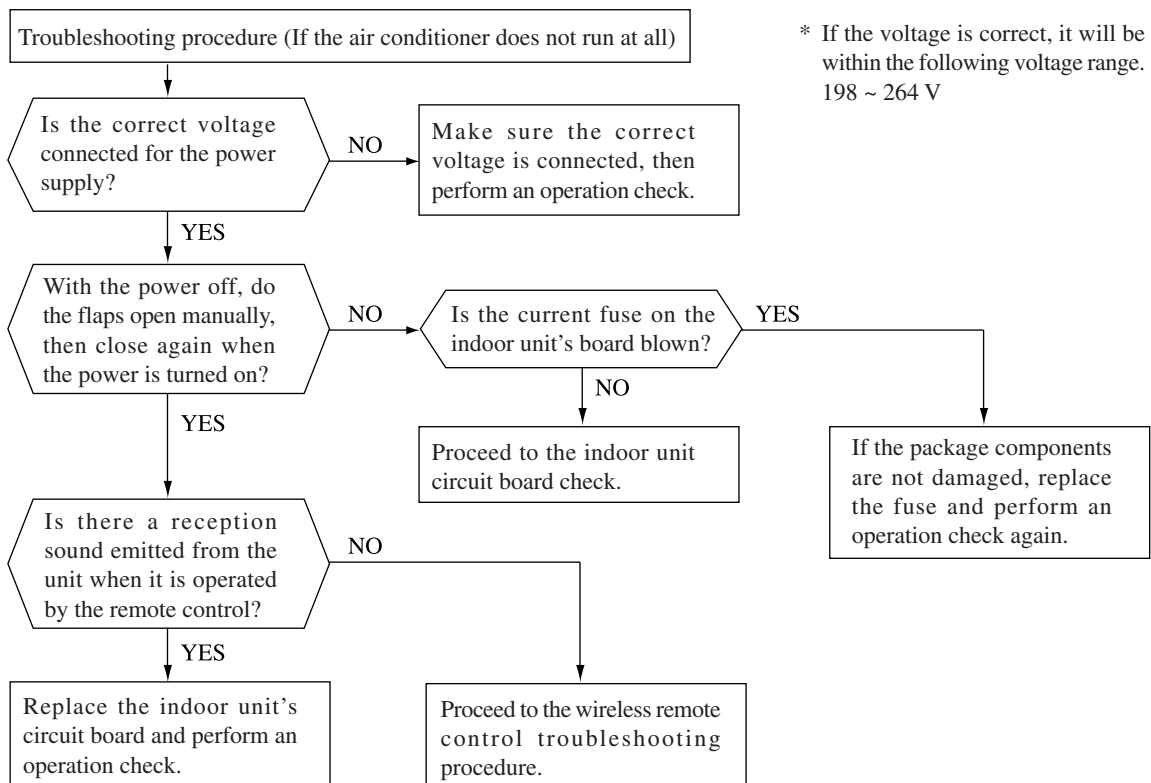 Troubleshooting procedure (If the air conditioner does not run at all)
* If the voltage is correct, it will be
within the following voltage range.
198 ~ 264 V
Is the correct voltage
connected for the power
supply?
NO
Make sure the correct
voltage is connected, then
perform an operation check.
YES
With the power off, do
the flaps open manually,
then close again when
the power is turned on?
NO
Is the current fuse on the
indoor unit's board blown?
YES
NO
YES
Proceed to the indoor unit
circuit board check.
If the package components
are not damaged, replace
the fuse and perform an
operation check again.
Is there a reception
sound emitted from the
unit when it is operated
by the remote control?
NO
YES
Replace the indoor unit's
circuit board and perform an
operation check.
Proceed to the wireless remote
control troubleshooting
procedure.